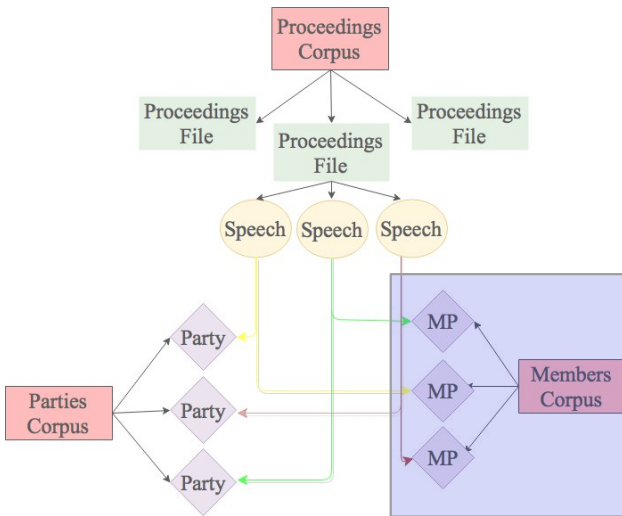 Proceedings
Corpus
Proceedings
File
Proceedings
File
Proceedings
File
Speech
Speech
Speech
Party
MP
Parties
Corpus
Party
MP
Members
Corpus
Party
MP